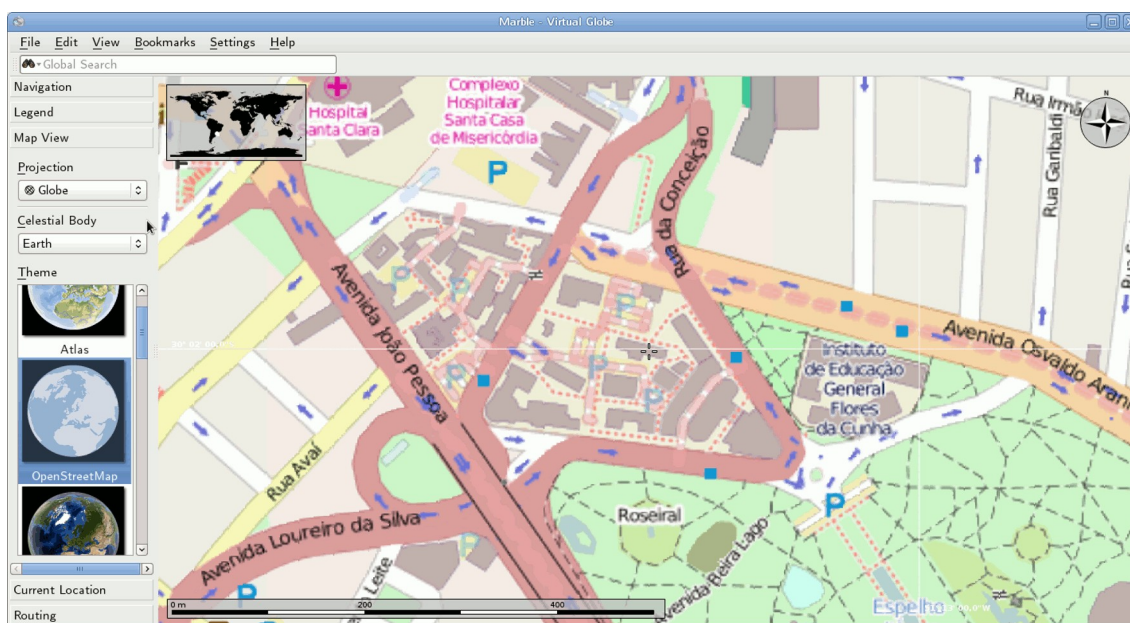 Marble - Virtual Globe
File Edit View Bookmarks Settings Help
Global Search
Navigation
Legend
Map View
Projection
Globe
Celestial Body
Earth
Theme
Atlas
OpenStreetMap
Current Location
Routing
Hospital
Santa Clara
Complexo
Hospitalar
Santa Casa
de Misericórdia
P
N
Rua Irmão
Rua Garibaldi
Rua da Conceição
Avenida João Pessoa
Avenida Osvaldo Aran
Instituto
de Educação
General
Flores
da Cunha
Rua Avaí
Avenida Loureiro da Silva
Leite
Roseiral
Avenida Beira Lago
P
Espelho
P
0 m 200 400